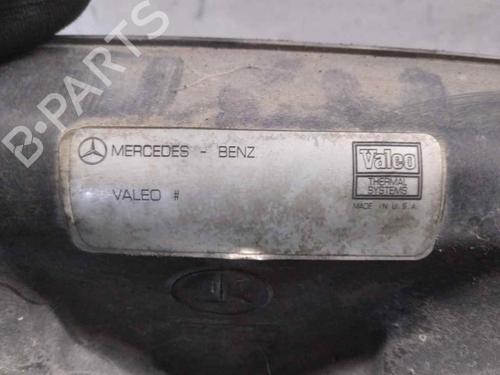 B-PARTS
MERCEDES - BENZ
VALEO #
Valeo
THERMAL
SYSTEMS
MADE IN U.S.A.